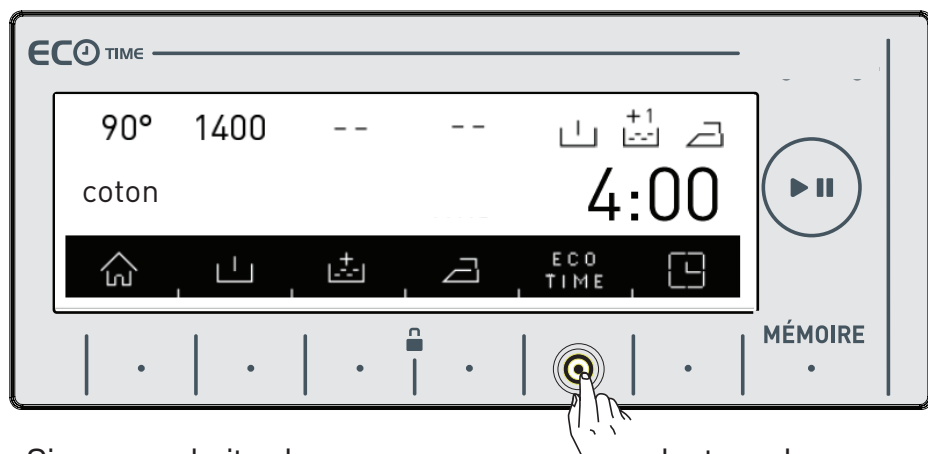 ECO TIME
90° 1400 -- --
+1
coton
4:00
ECO
TIME
MÉMOIRE